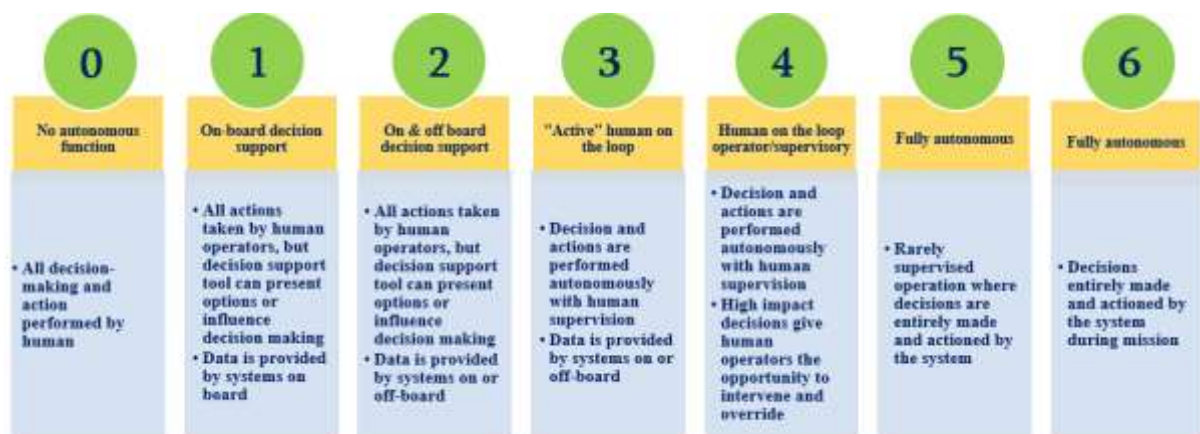 0
No autonomous
function
• All decision-
making and
action
performed by
human
1
On-board decision
support
• All actions
taken by human
operators, but
decision support
tool can present
options or
influence
decision making
• Data is provided
by systems on
board
2
On & off board
decision support
• All actions taken
by human
operators, but
decision support
tool can present
options or
influence
decision making
• Data is provided
by systems on or
off-board
3
"Active" human on
the loop
• Decision and
actions are
performed
autonomously
with human
supervision
• Data is provided
by systems on or
off-board
4
Human on the loop
operator/supervisory
• Decision and
actions are
performed
autonomously
with human
supervision
• High impact
decisions give
human
operators the
opportunity to
intervene and
override
5
Fully autonomous
• Rarely
supervised
operation where
decisions are
entirely made
and actioned by
the system
6
Fully autonomous
• Decisions
entirely made
and actioned by
the system
during mission